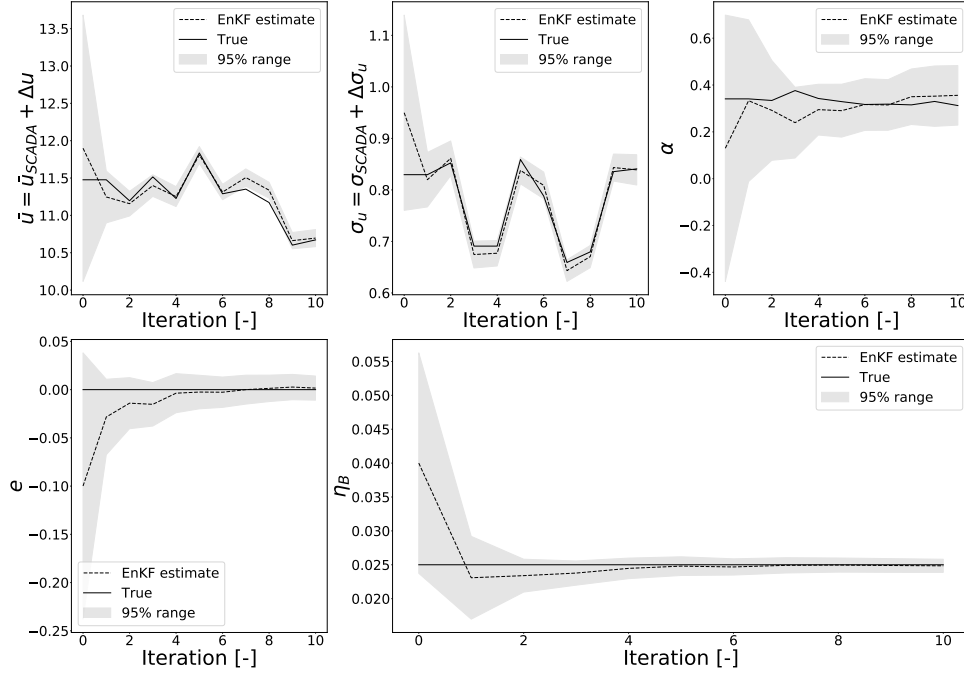 13.5
13.0
12.5
12.0
11.5
11.0
10.5
10.0
ū = ū_SCADA + Δu
EnKF estimate
True
95% range
0 2 4 6 8 10
Iteration [-]
1.1
1.0
0.9
0.8
0.7
0.6
σ_u = σ_SCADA + Δσ_u
EnKF estimate
True
95% range
0 2 4 6 8 10
Iteration [-]
0.6
0.4
0.2
0.0
−0.2
−0.4
α
EnKF estimate
True
95% range
0 2 4 6 8 10
Iteration [-]
0.05
0.00
−0.05
−0.10
−0.15
−0.20
−0.25
e
EnKF estimate
True
95% range
0 2 4 6 8 10
Iteration [-]
0.055
0.050
0.045
0.040
0.035
0.030
0.025
0.020
η_B
EnKF estimate
True
95% range
0 2 4 6 8 10
Iteration [-]